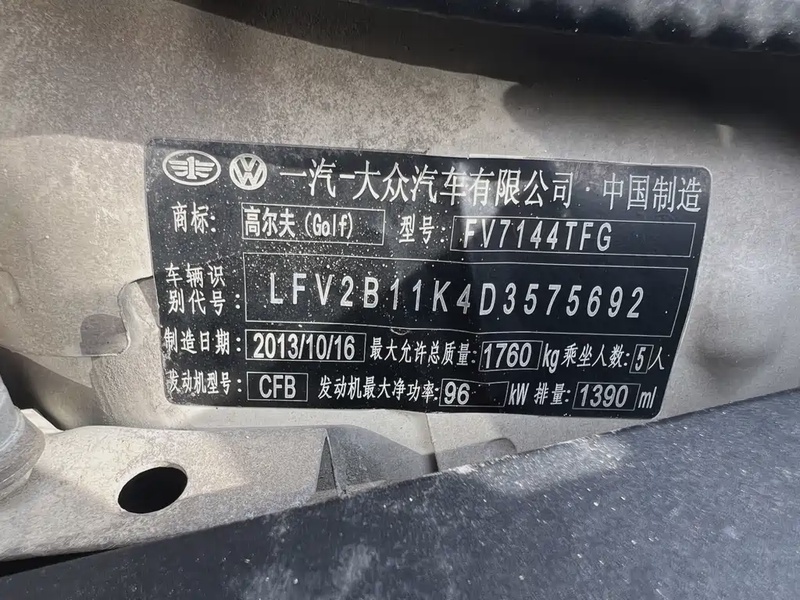 一汽-大众汽车有限公司·中国制造
商标: 高尔夫(Golf) 型号: FV7144TFG
车辆识别代号: LFV2B11K4D3575692
制造日期: 2013/10/16 最大允许总质量: 1760 kg 乘坐人数: 5 人
发动机型号: CFB 发动机最大净功率: 96 kW 排量: 1390 ml